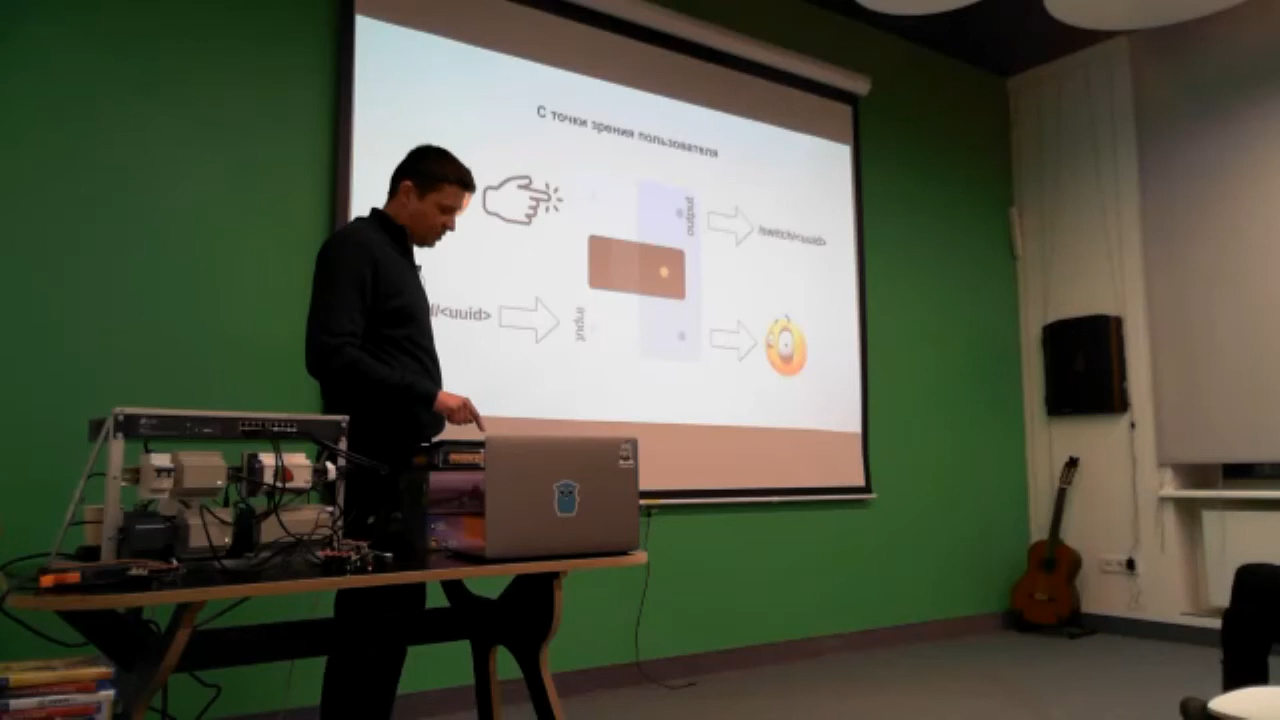 С точки зрения пользователя
output
/switch/<uuid>
/<uuid>
input